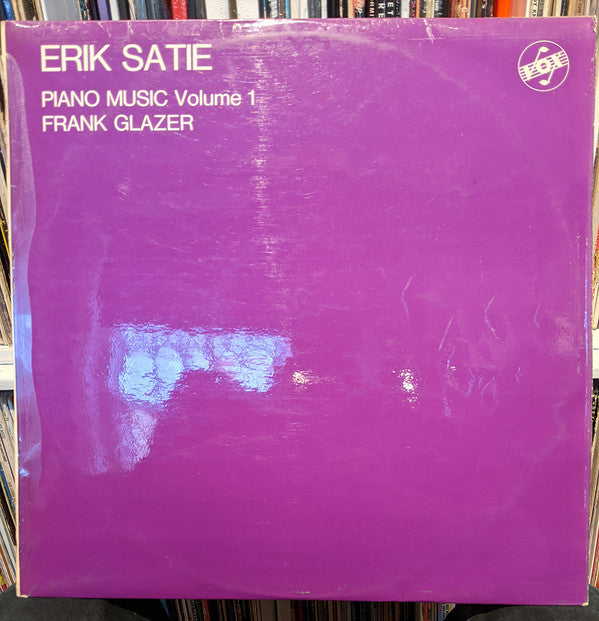 ERIK SATIE
VOX
PIANO MUSIC Volume 1
FRANK GLAZER